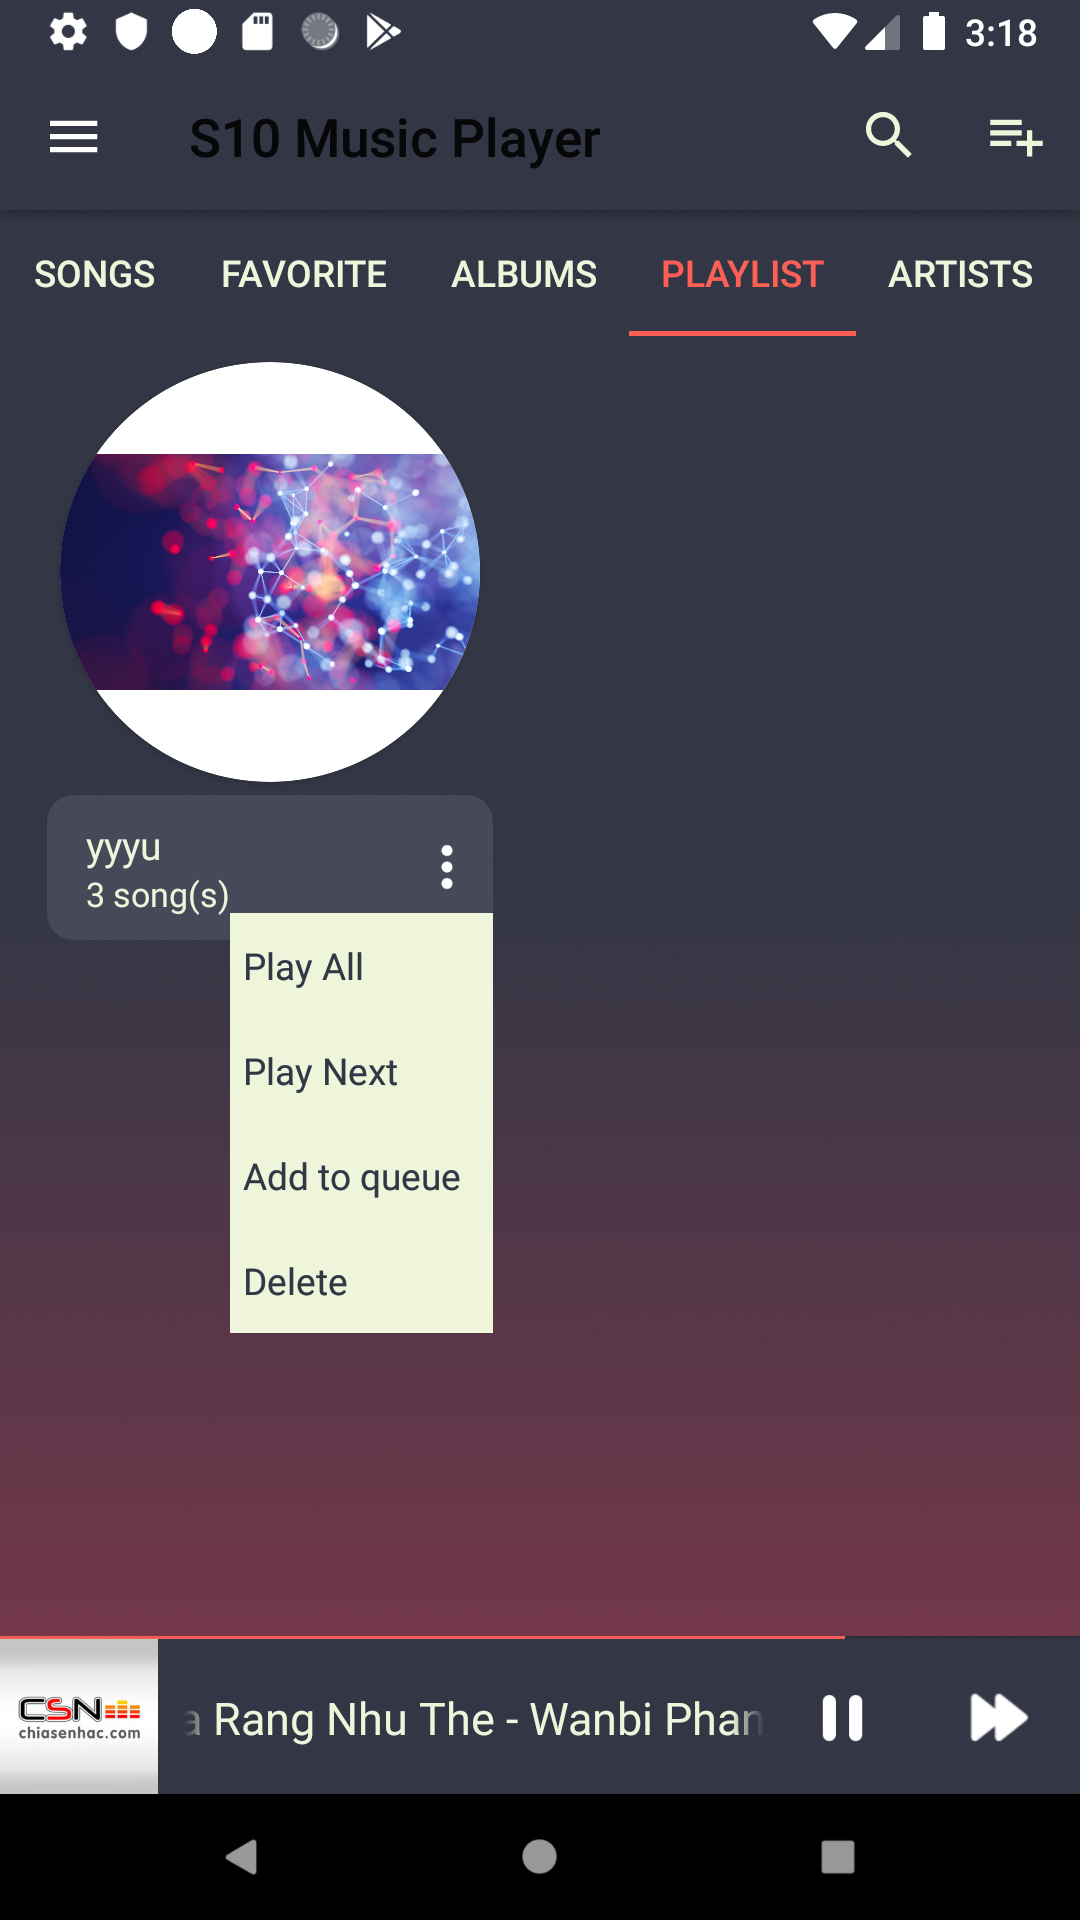 3:18
S10 Music Player
SONGS FAVORITE ALBUMS PLAYLIST ARTISTS
yyyu
3 song(s)
Play All
Play Next
Add to queue
Delete
CSN
chiasenhac.com
a Rang Nhu The - Wanbi Phan